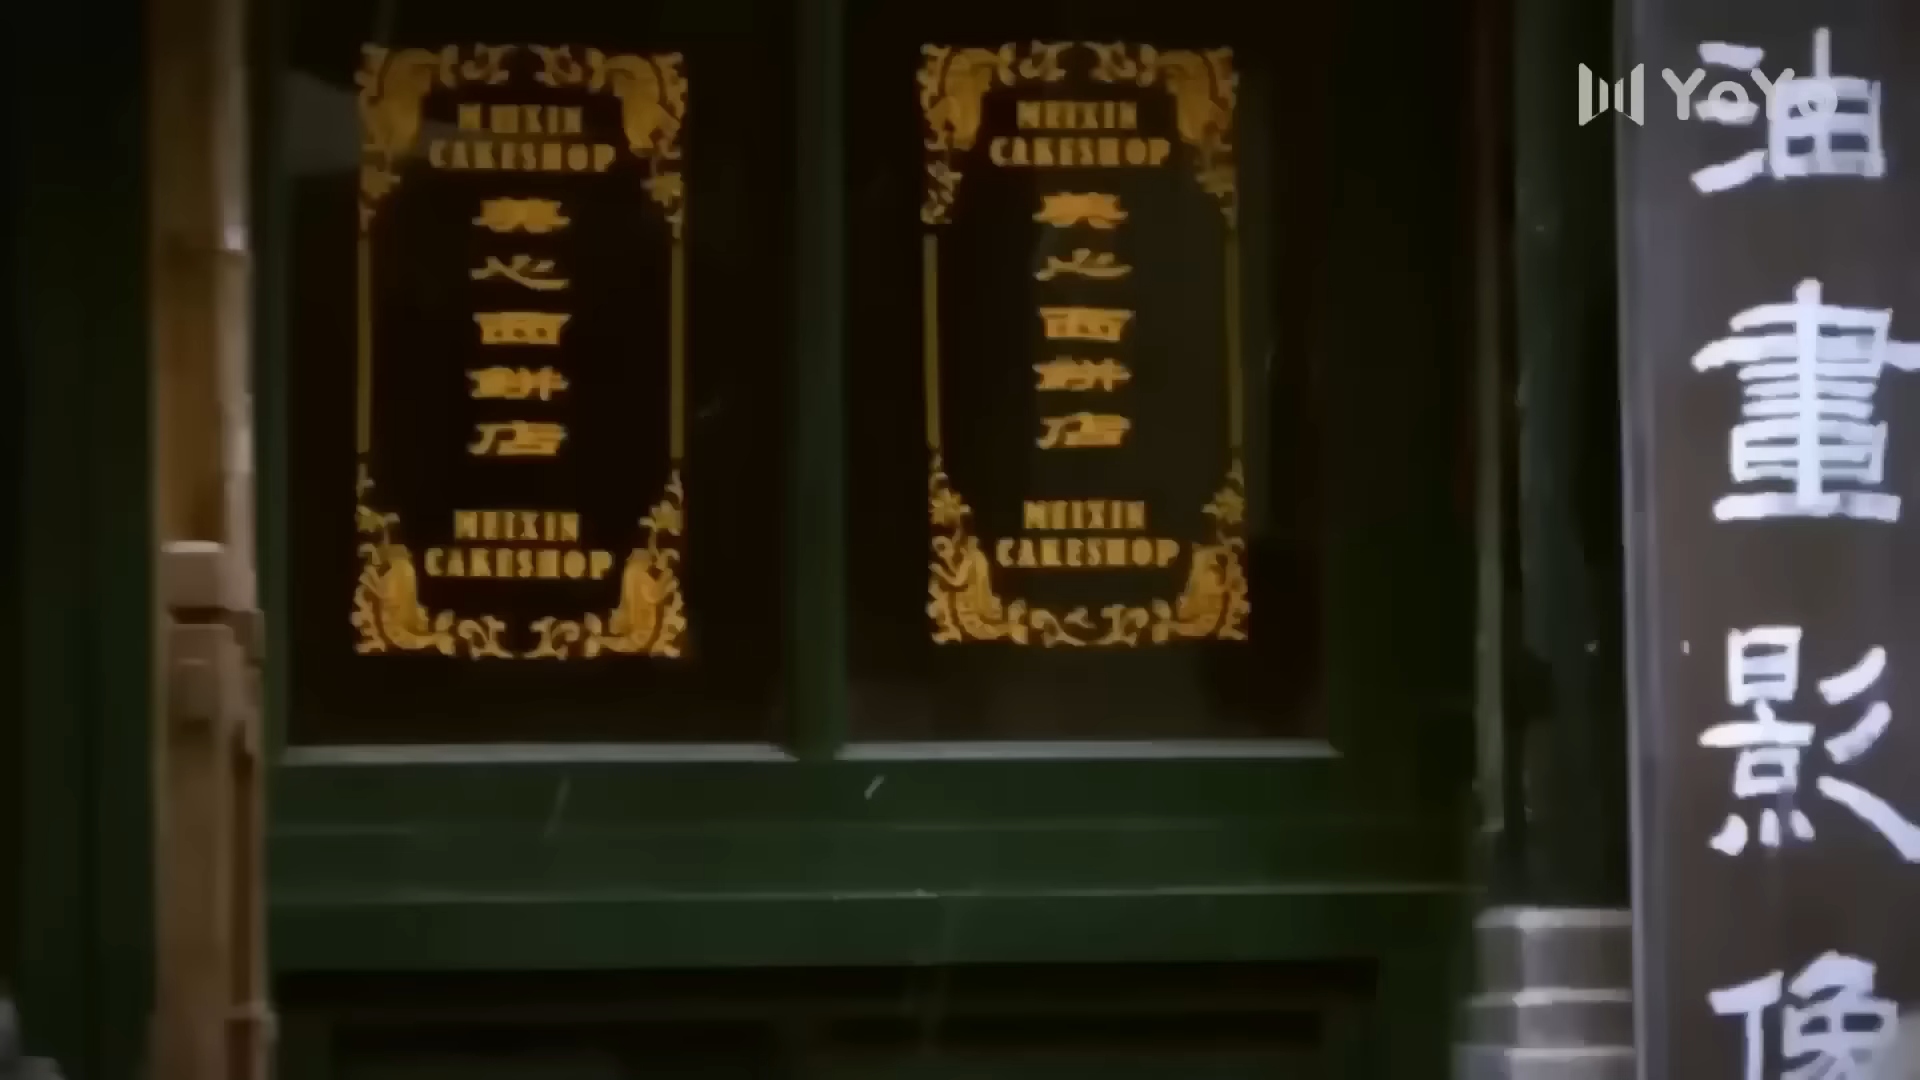 MEIXIN
CAKESHOP
美
心
西
餅
店
MEIXIN
CAKESHOP
MEIXIN
CAKESHOP
美
心
西
餅
店
MEIXIN
CAKESHOP
YoYo
油
畫
影
像